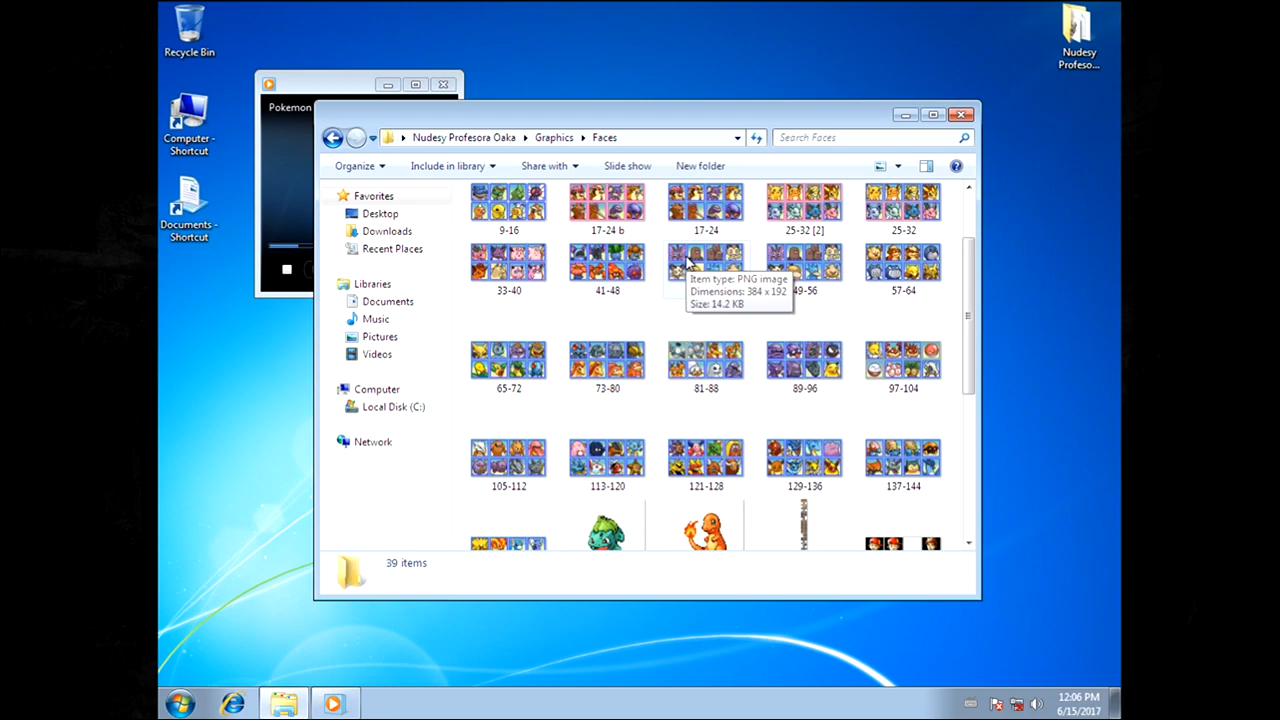 Recycle Bin
Nudesy
Profeso...
Pokemon
Computer -
Shortcut
Documents -
Shortcut
Nudesy Profesora Oaka
Graphics
Faces
Search Faces
Organize
Include in library
Share with
Slide show
New folder
Favorites
Desktop
Downloads
Recent Places
Libraries
Documents
Music
Pictures
Videos
Computer
Local Disk (C:)
Network
9-16
17-24 b
17-24
25-32 [2]
25-32
33-40
41-48
49-56
57-64
Item type: PNG image
Dimensions: 384 x 192
Size: 14.2 KB
65-72
73-80
81-88
89-96
97-104
105-112
113-120
121-128
129-136
137-144
39 items
12:06 PM
6/15/2017